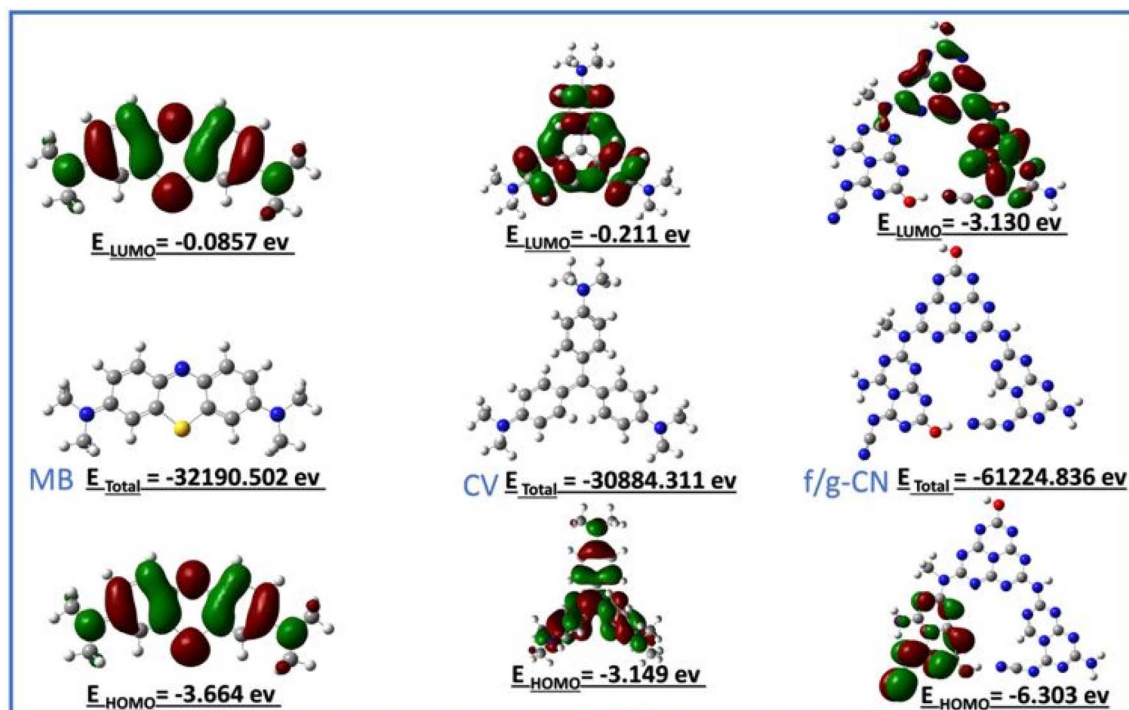 E_LUMO= -0.0857 ev
E_LUMO= -0.211 ev
E_LUMO= -3.130 ev
MB E_Total = -32190.502 ev
CV E_Total = -30884.311 ev
f/g-CN E_Total = -61224.836 ev
E_HOMO= -3.664 ev
E_HOMO= -3.149 ev
E_HOMO= -6.303 ev